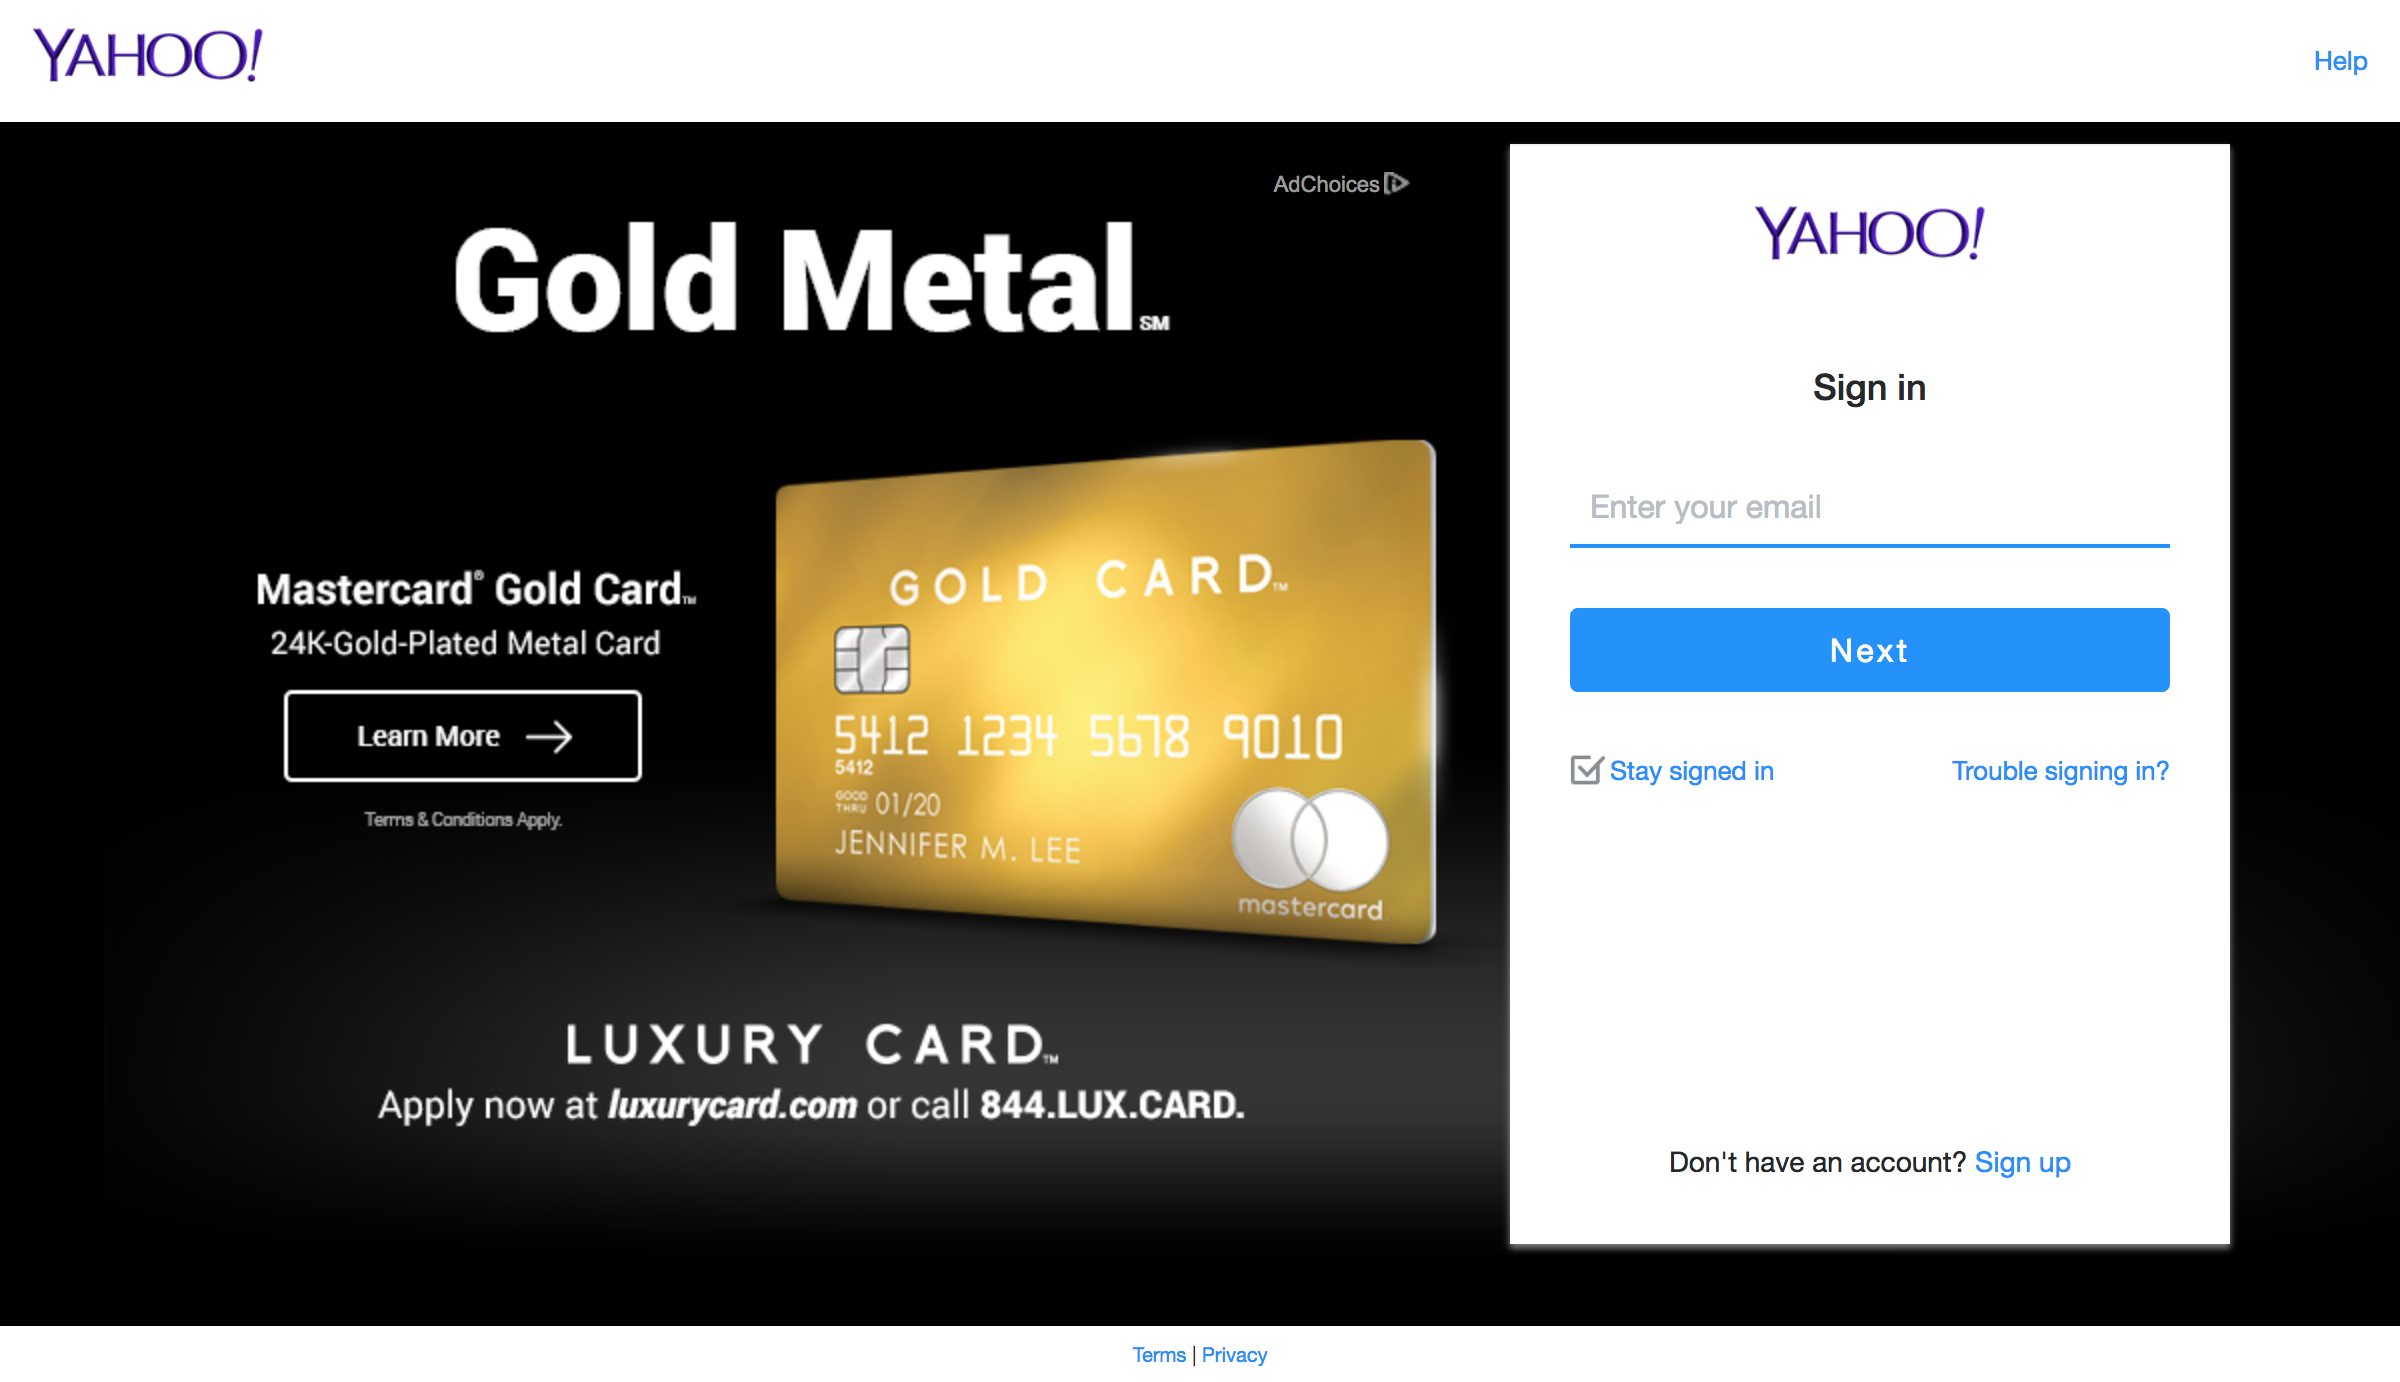 YAHOO!
Help
AdChoices
Gold Metal SM
Mastercard® Gold Card™
24K-Gold-Plated Metal Card
Learn More →
Terms & Conditions Apply.
GOLD CARD™
5412 1234 5678 9010
5412
GOOD THRU 01/20
JENNIFER M. LEE
mastercard
LUXURY CARD™
Apply now at luxurycard.com or call 844.LUX.CARD.
YAHOO!
Sign in
Enter your email
Next
Stay signed in
Trouble signing in?
Don't have an account? Sign up
Terms | Privacy